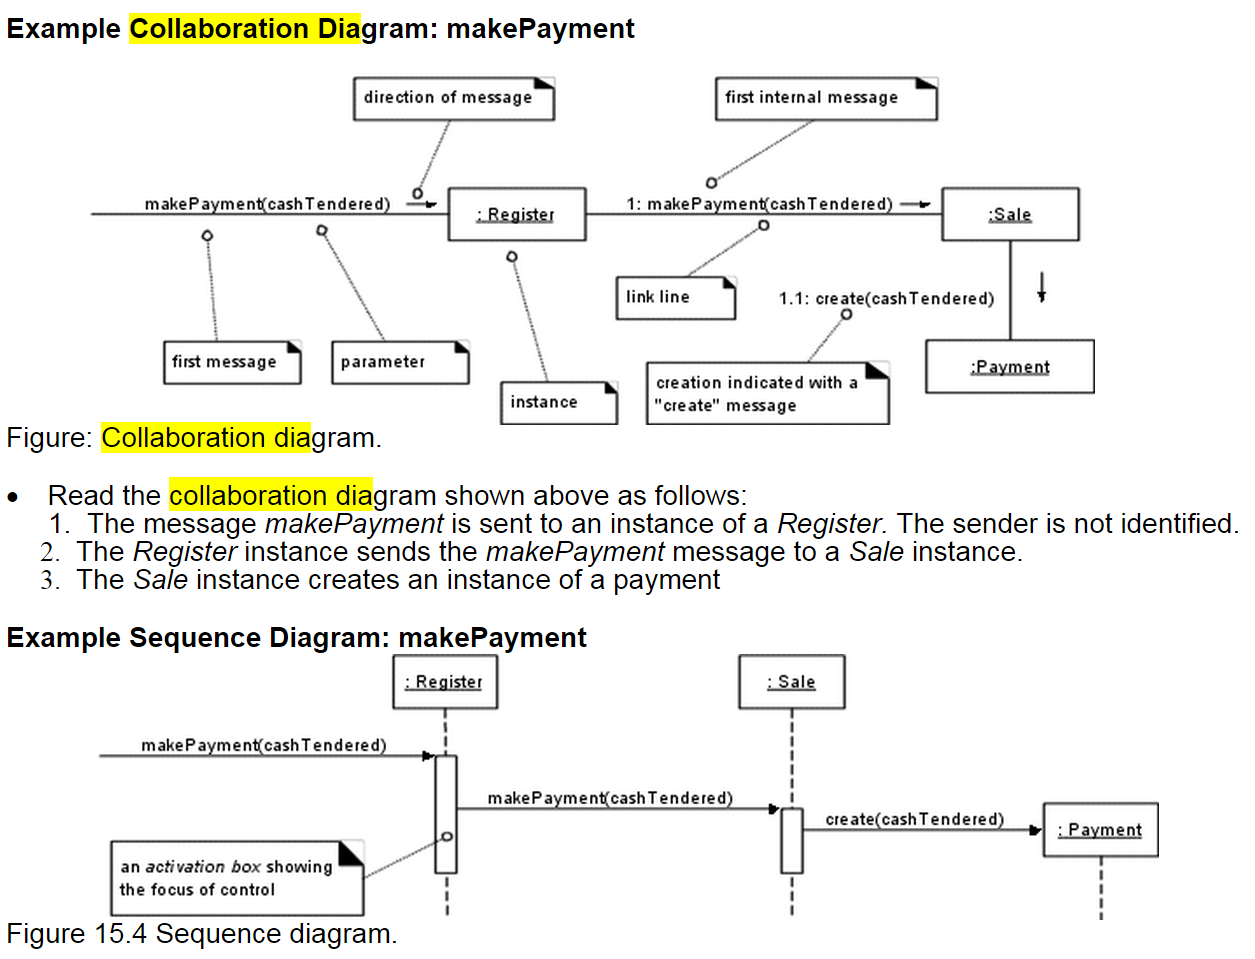 Example Collaboration Diagram: makePayment
direction of message
first internal message
makePayment(cashTendered)
: Register
1: makePayment(cashTendered)
:Sale
link line
1.1: create(cashTendered)
first message
parameter
instance
creation indicated with a
"create" message
:Payment
Figure: Collaboration diagram.
• Read the collaboration diagram shown above as follows:
1. The message makePayment is sent to an instance of a Register. The sender is not identified.
2. The Register instance sends the makePayment message to a Sale instance.
3. The Sale instance creates an instance of a payment
Example Sequence Diagram: makePayment
: Register
: Sale
makePayment(cashTendered)
makePayment(cashTendered)
create(cashTendered)
: Payment
an activation box showing
the focus of control
Figure 15.4 Sequence diagram.